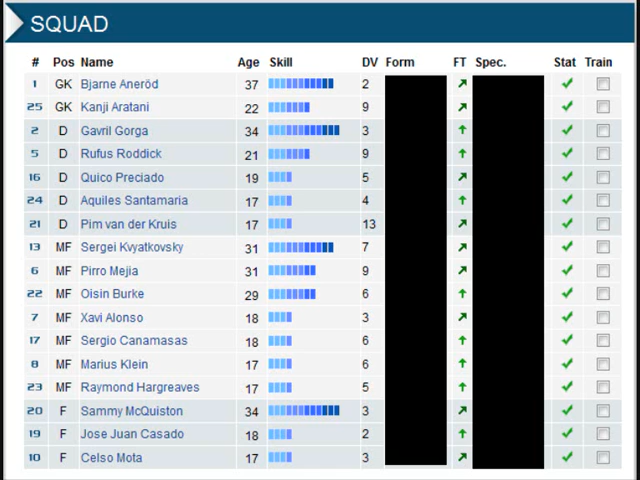 SQUAD
# Pos Name Age Skill DV Form FT Spec. Stat Train
1 GK Bjarne Aneröd 37 2
25 GK Kanji Aratani 22 9
2 D Gavril Gorga 34 3
5 D Rufus Roddick 21 9
16 D Quico Preciado 19 5
24 D Aquiles Santamaria 17 4
21 D Pim van der Kruis 17 13
13 MF Sergei Kvyatkovsky 31 7
6 MF Pirro Mejia 31 9
22 MF Oisin Burke 29 6
7 MF Xavi Alonso 18 3
17 MF Sergio Canamasas 18 6
8 MF Marius Klein 17 6
23 MF Raymond Hargreaves 17 5
20 F Sammy McQuiston 34 3
19 F Jose Juan Casado 18 2
10 F Celso Mota 17 3